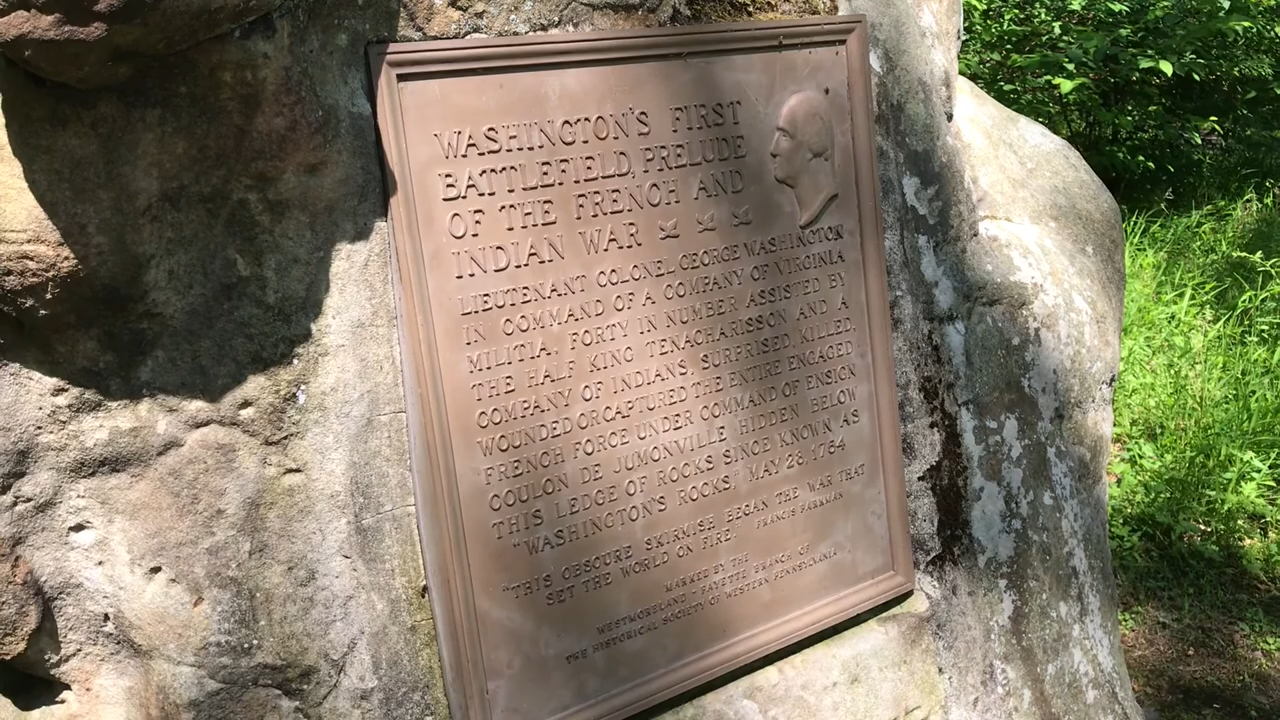 WASHINGTON'S FIRST
BATTLEFIELD, PRELUDE
OF THE FRENCH AND
INDIAN WAR
LIEUTENANT COLONEL GEORGE WASHINGTON
IN COMMAND OF A COMPANY OF VIRGINIA
MILITIA, FORTY IN NUMBER ASSISTED BY
THE HALF KING TENACHARISSON AND A
COMPANY OF INDIANS, SURPRISED, KILLED,
WOUNDED OR CAPTURED THE ENTIRE ENGAGED
FRENCH FORCE UNDER COMMAND OF ENSIGN
COULON DE JUMONVILLE HIDDEN BELOW
THIS LEDGE OF ROCKS SINCE KNOWN AS
"WASHINGTON'S ROCKS," MAY 28, 1754
"THIS OBSCURE SKIRMISH BEGAN THE WAR THAT
SET THE WORLD ON FIRE." FRANCIS PARKMAN
MARKED BY THE
WESTMORELAND - FAYETTE BRANCH OF
THE HISTORICAL SOCIETY OF WESTERN PENNSYLVANIA